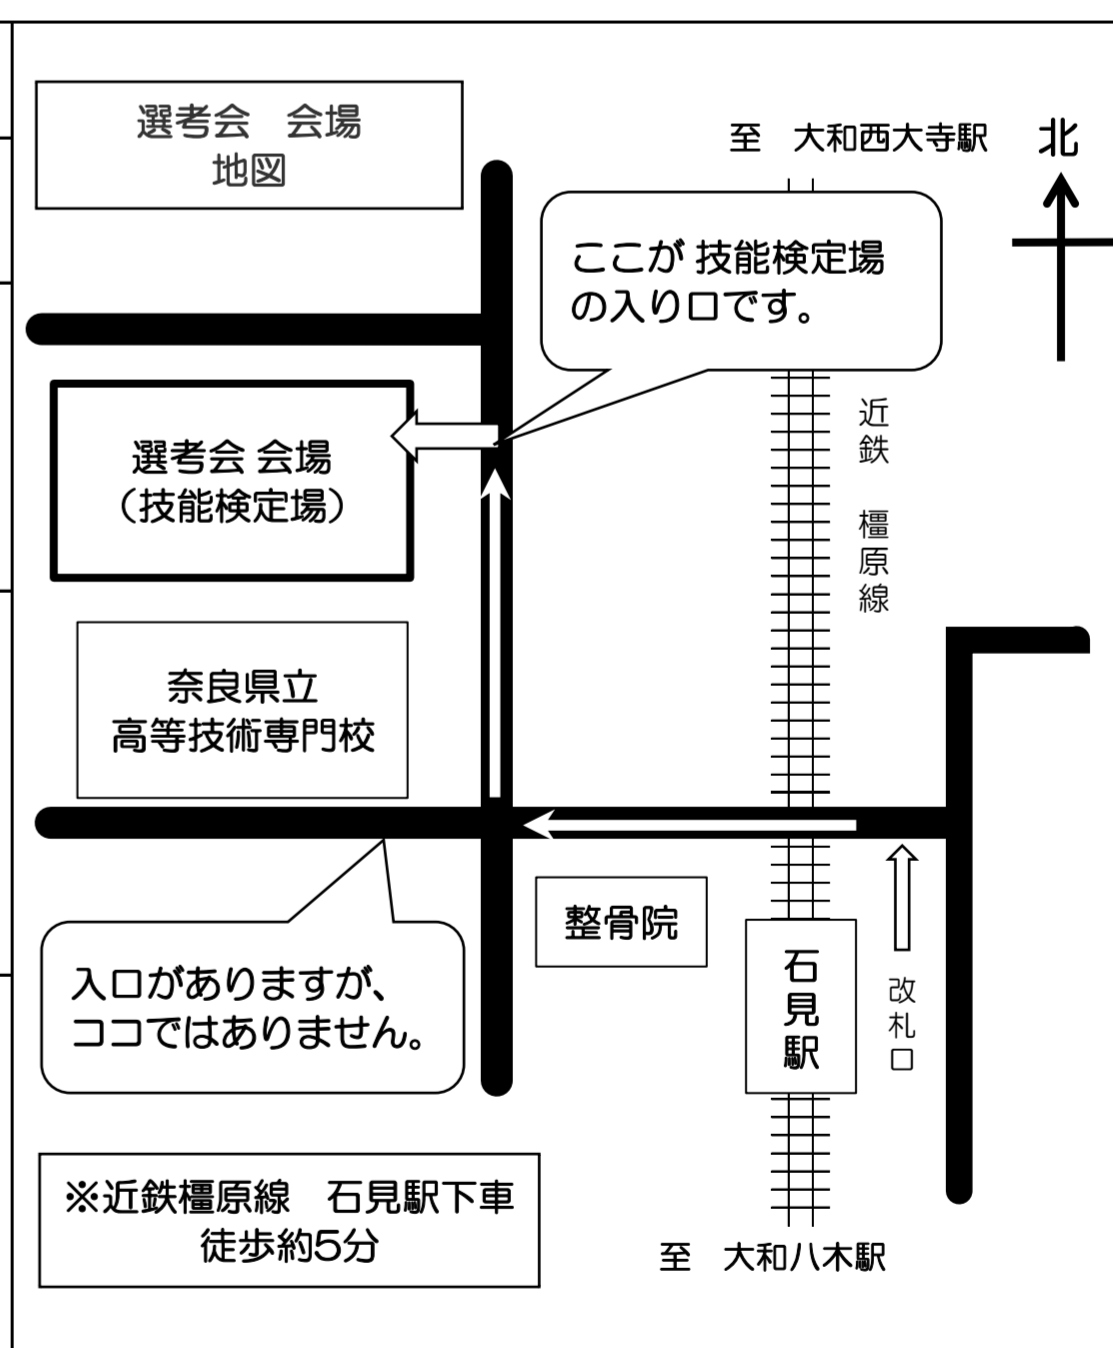 選考会　会場
地図
至　大和西大寺駅
北
ここが 技能検定場
の入り口です。
選考会 会場
（技能検定場）
近鉄　橿原線
奈良県立
高等技術専門校
整骨院
石見駅
改札口
入口がありますが、
ココではありません。
※近鉄橿原線　石見駅下車
徒歩約5分
至　大和八木駅